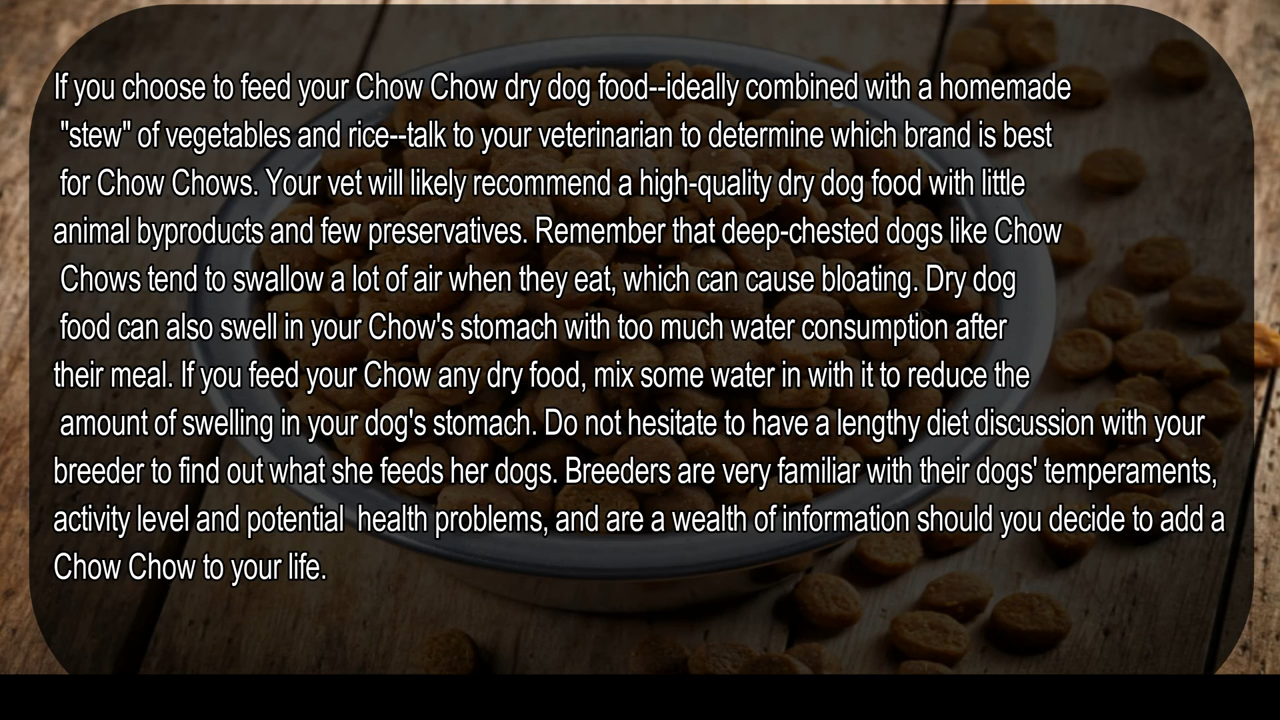 If you choose to feed your Chow Chow dry dog food--ideally combined with a homemade
"stew" of vegetables and rice--talk to your veterinarian to determine which brand is best
for Chow Chows. Your vet will likely recommend a high-quality dry dog food with little
animal byproducts and few preservatives. Remember that deep-chested dogs like Chow
Chows tend to swallow a lot of air when they eat, which can cause bloating. Dry dog
food can also swell in your Chow's stomach with too much water consumption after
their meal. If you feed your Chow any dry food, mix some water in with it to reduce the
amount of swelling in your dog's stomach. Do not hesitate to have a lengthy diet discussion with your
breeder to find out what she feeds her dogs. Breeders are very familiar with their dogs' temperaments,
activity level and potential  health problems, and are a wealth of information should you decide to add a
Chow Chow to your life.